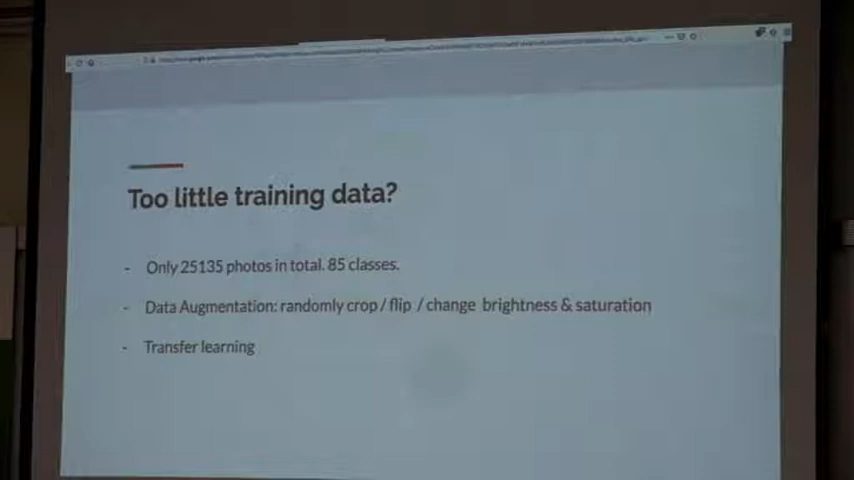 Too little training data?
- Only 25135 photos in total. 85 classes.
- Data Augmentation: randomly crop / flip / change brightness & saturation
- Transfer learning